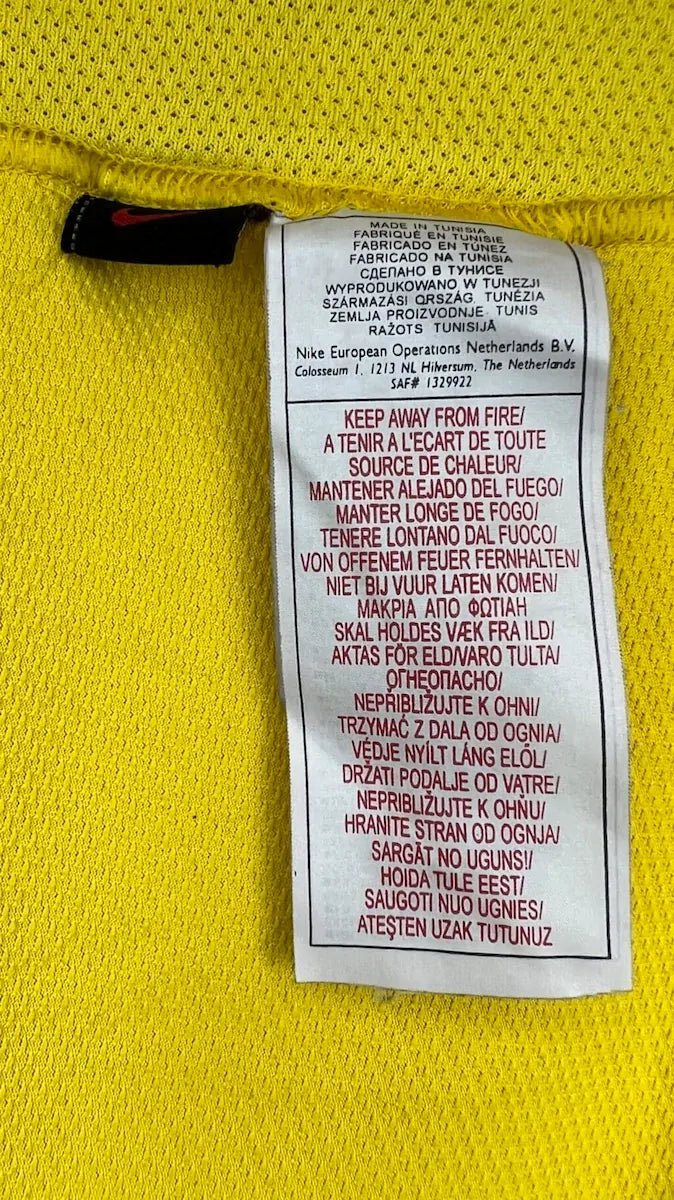 MADE IN TUNISIA
FABRIQUÉ EN TUNISIE
FABRICADO EN TÚNEZ
FABRICADO NA TUNISIA
СДЕЛАНО В ТУНИСЕ
WYPRODUKOWANO W TUNEZJI
SZÁRMAZÁSI ORSZÁG, TUNÉZIA
ZEMLJA PROIZVODNJE, TUNIS
RAŽOTS TUNISIJĀ
Nike European Operations Netherlands B.V.
Colosseum 1, 1213 NL Hilversum, The Netherlands
SAF# 1329922
KEEP AWAY FROM FIRE/
A TENIR A L'ECART DE TOUTE
SOURCE DE CHALEUR/
MANTENER ALEJADO DEL FUEGO/
MANTER LONGE DE FOGO/
TENERE LONTANO DAL FUOCO/
VON OFFENEM FEUER FERNHALTEN/
NIET BIJ VUUR LATEN KOMEN/
ΜΑΚΡΙΑ ΑΠΟ ΦΩΤΙΑΗ
SKAL HOLDES VÆK FRA ILD/
AKTAS FÖR ELD/VARO TULTA/
ОГНЕОПАСНО/
NEPŘIBLIŽUJTE K OHNI/
TRZYMAĆ Z DALA OD OGNIA/
VÉDJE NYÍLT LÁNG ELŐL/
DRŽATI PODALJE OD VATRE/
NEPRIBLIŽUJTE K OHŇU/
HRANITE STRAN OD OGNJA/
SARGĀT NO UGUNS!/
HOIDA TULE EEST/
SAUGOTI NUO UGNIES/
ATEŞTEN UZAK TUTUNUZ